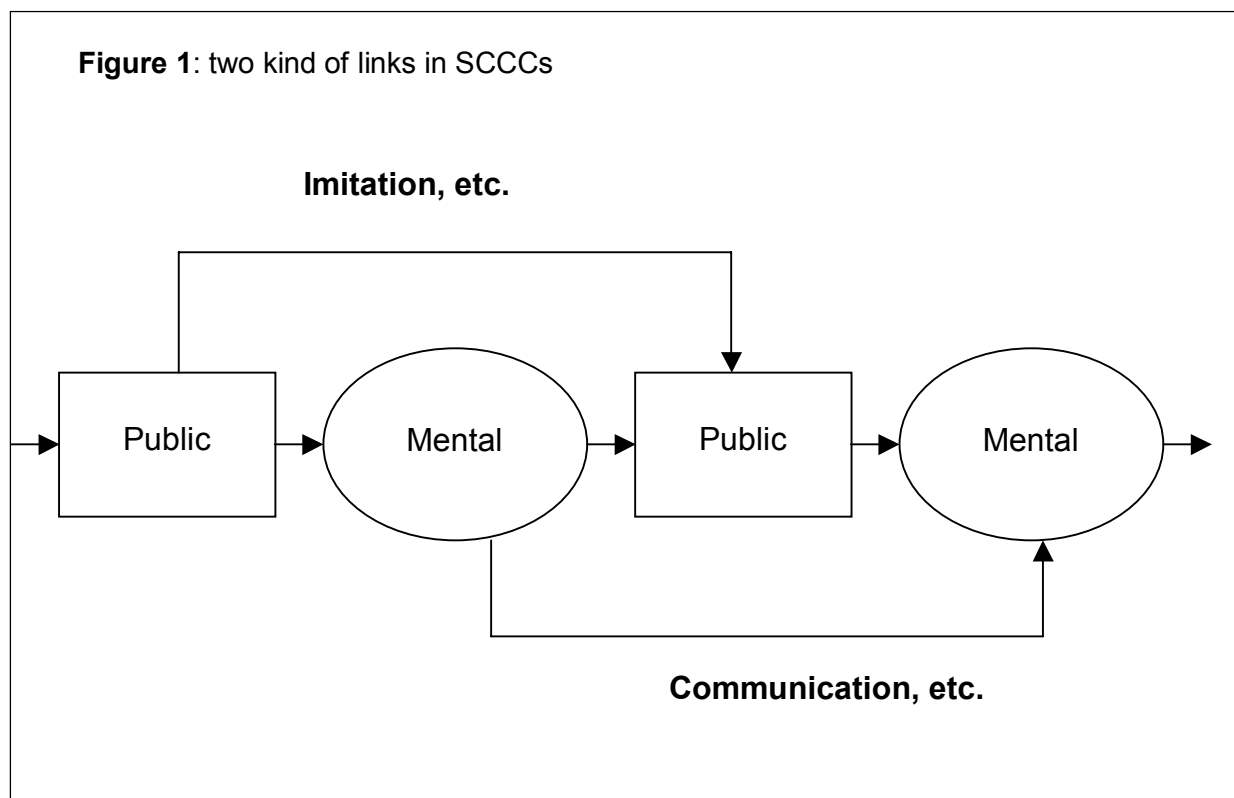 Figure 1: two kind of links in SCCCs
Imitation, etc.
Public
Mental
Public
Mental
Communication, etc.